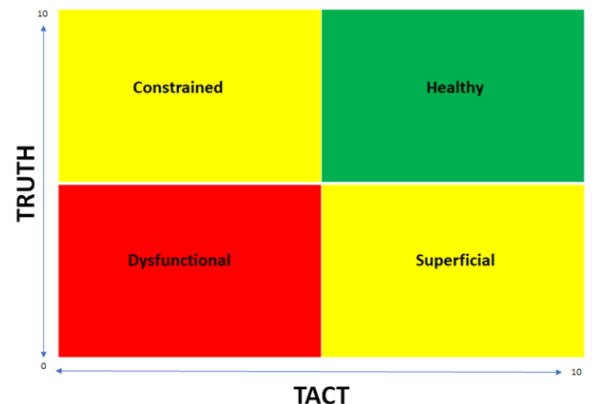 10
Constrained
Healthy
TRUTH
Dysfunctional
Superficial
0
10
TACT